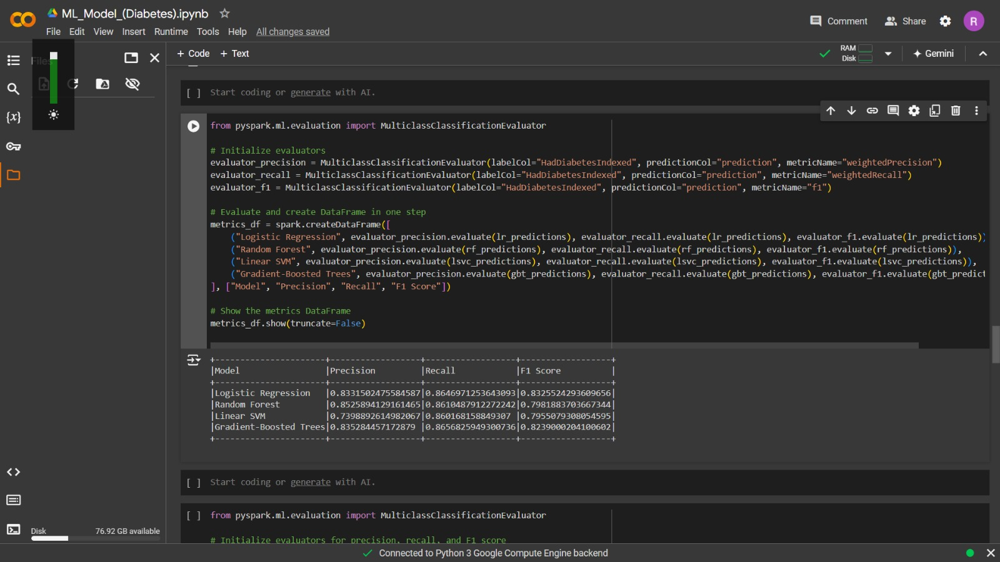 ML_Model_(Diabetes).ipynb
File Edit View Insert Runtime Tools Help All changes saved
Comment
Share
R
Files
+ Code + Text
RAM
Disk
Gemini
[ ] Start coding or generate with AI.
from pyspark.ml.evaluation import MulticlassClassificationEvaluator
# Initialize evaluators
evaluator_precision = MulticlassClassificationEvaluator(labelCol="HadDiabetesIndexed", predictionCol="prediction", metricName="weightedPrecision")
evaluator_recall = MulticlassClassificationEvaluator(labelCol="HadDiabetesIndexed", predictionCol="prediction", metricName="weightedRecall")
evaluator_f1 = MulticlassClassificationEvaluator(labelCol="HadDiabetesIndexed", predictionCol="prediction", metricName="f1")
# Evaluate and create DataFrame in one step
metrics_df = spark.createDataFrame([
("Logistic Regression", evaluator_precision.evaluate(lr_predictions), evaluator_recall.evaluate(lr_predictions), evaluator_f1.evaluate(lr_predictions)
("Random Forest", evaluator_precision.evaluate(rf_predictions), evaluator_recall.evaluate(rf_predictions), evaluator_f1.evaluate(rf_predictions)),
("Linear SVM", evaluator_precision.evaluate(lsvc_predictions), evaluator_recall.evaluate(lsvc_predictions), evaluator_f1.evaluate(lsvc_predictions)),
("Gradient-Boosted Trees", evaluator_precision.evaluate(gbt_predictions), evaluator_recall.evaluate(gbt_predictions), evaluator_f1.evaluate(gbt_predict
], ["Model", "Precision", "Recall", "F1 Score"])
# Show the metrics DataFrame
metrics_df.show(truncate=False)
+----------------------+------------------+------------------+------------------+
|Model |Precision |Recall |F1 Score |
+----------------------+------------------+------------------+------------------+
|Logistic Regression |0.8331502475584587|0.8646971253643093|0.8325524293609656|
|Random Forest |0.8525894129161465|0.8610487912272242|0.7981883703667344|
|Linear SVM |0.7398892614982067|0.860168158849307 |0.7955079308054595|
|Gradient-Boosted Trees|0.835284457172879 |0.8656825949300736|0.8239000204100602|
+----------------------+------------------+------------------+------------------+
[ ] Start coding or generate with AI.
[ ] from pyspark.ml.evaluation import MulticlassClassificationEvaluator
# Initialize evaluators for precision, recall, and F1 score
{x}
Disk 76.92 GB available
Connected to Python 3 Google Compute Engine backend